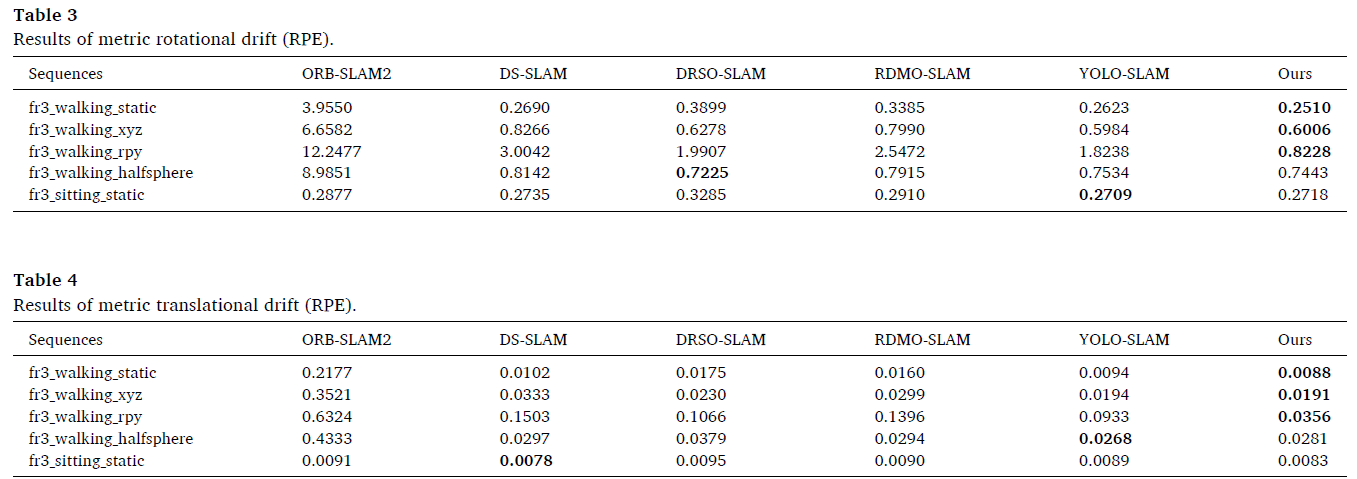 Table 3
Results of metric rotational drift (RPE).
Sequences ORB-SLAM2 DS-SLAM DRSO-SLAM RDMO-SLAM YOLO-SLAM Ours
fr3_walking_static 3.9550 0.2690 0.3899 0.3385 0.2623 0.2510
fr3_walking_xyz 6.6582 0.8266 0.6278 0.7990 0.5984 0.6006
fr3_walking_rpy 12.2477 3.0042 1.9907 2.5472 1.8238 0.8228
fr3_walking_halfsphere 8.9851 0.8142 0.7225 0.7915 0.7534 0.7443
fr3_sitting_static 0.2877 0.2735 0.3285 0.2910 0.2709 0.2718
Table 4
Results of metric translational drift (RPE).
Sequences ORB-SLAM2 DS-SLAM DRSO-SLAM RDMO-SLAM YOLO-SLAM Ours
fr3_walking_static 0.2177 0.0102 0.0175 0.0160 0.0094 0.0088
fr3_walking_xyz 0.3521 0.0333 0.0230 0.0299 0.0194 0.0191
fr3_walking_rpy 0.6324 0.1503 0.1066 0.1396 0.0933 0.0356
fr3_walking_halfsphere 0.4333 0.0297 0.0379 0.0294 0.0268 0.0281
fr3_sitting_static 0.0091 0.0078 0.0095 0.0090 0.0089 0.0083